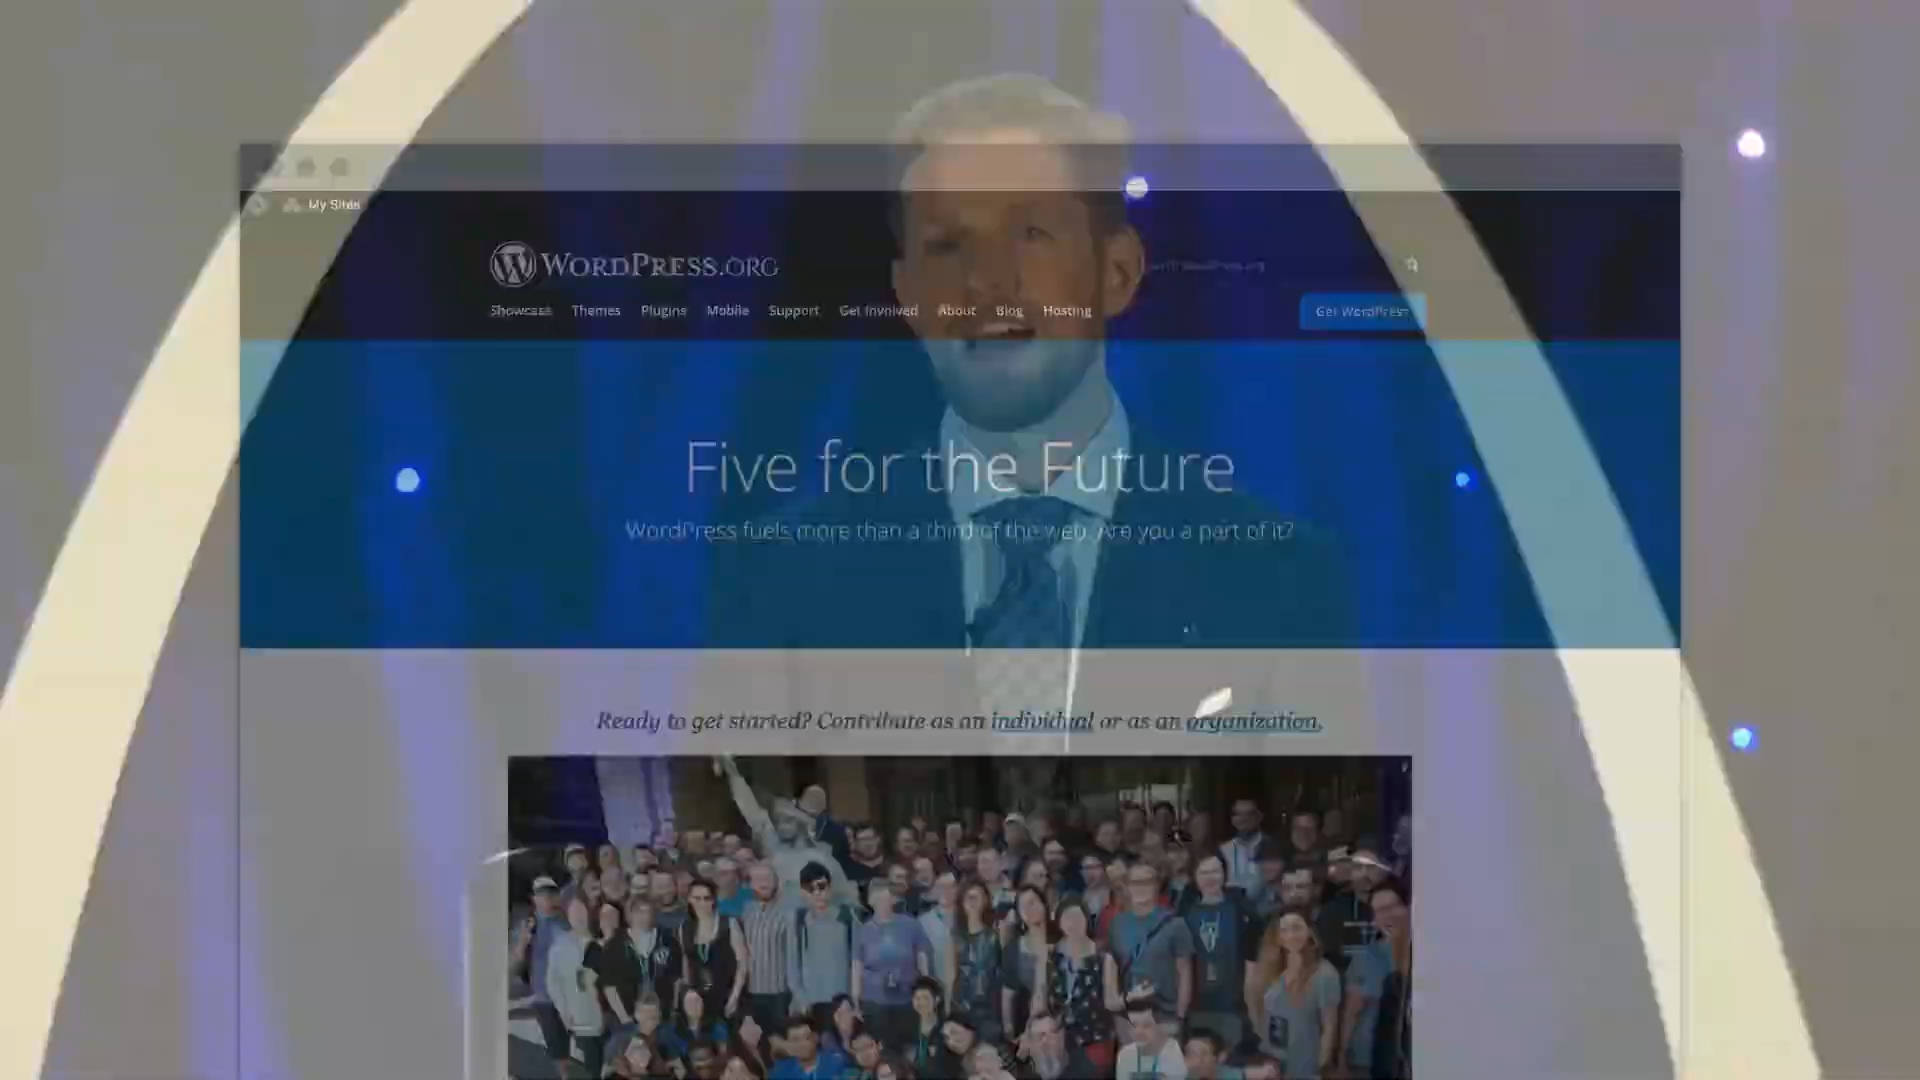 My Sites
WORDPRESS.ORG
Showcase Themes Plugins Mobile Support Get Involved About Blog Hosting
Get WordPress
Five for the Future
WordPress fuels more than a third of the web. Are you a part of it?
Ready to get started? Contribute as an individual or as an organization.